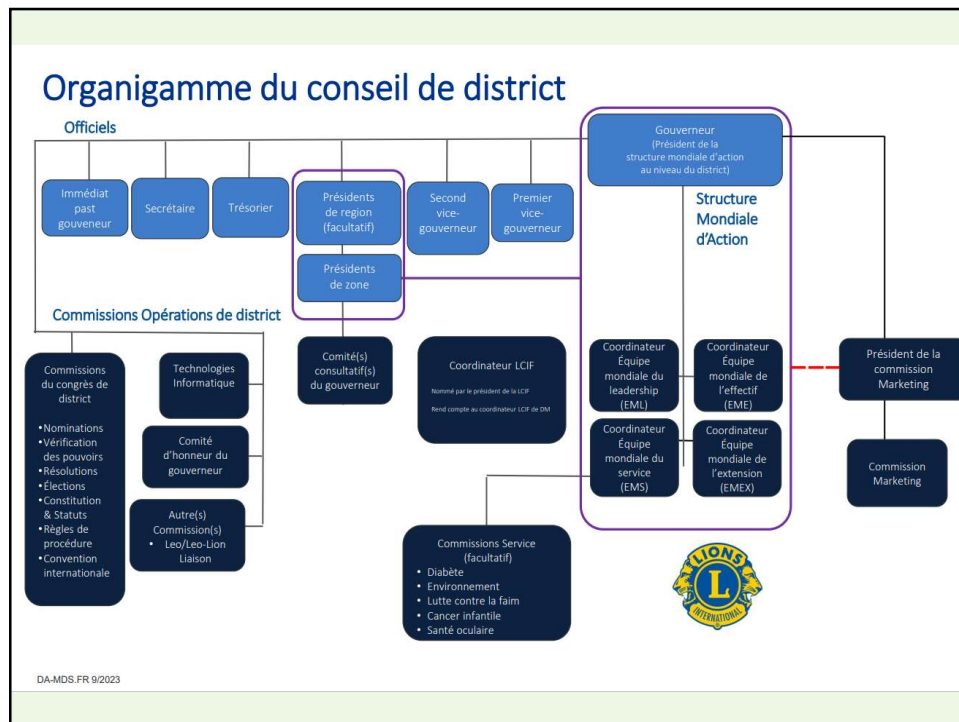 Organigamme du conseil de district
Officiels
Gouverneur
(Président de la
structure mondiale d'action
au niveau du district)
Immédiat
past
gouveneur
Secrétaire
Trésorier
Présidents
de region
(facultatif)
Second
vice-
gouverneur
Premier
vice-
gouverneur
Structure
Mondiale
d'Action
Présidents
de zone
Commissions Opérations de district
Commissions
du congrès de
district
•Nominations
•Vérification
des pouvoirs
•Résolutions
•Élections
•Constitution
& Statuts
•Règles de
procédure
•Convention
internationale
Technologies
Informatique
Comité
d'honneur du
gouverneur
Autre(s)
Commission(s)
• Leo/Leo-Lion
Liaison
Comité(s)
consultatif(s)
du gouverneur
Coordinateur LCIF
Nommé par le président de la LCIF
Rend compte au coordinateur LCIF de DM
Coordinateur
Équipe
mondiale du
leadership
(EML)
Coordinateur
Équipe
mondiale de
l'effectif
(EME)
Coordinateur
Équipe
mondiale du
service
(EMS)
Coordinateur
Équipe
mondiale de
l'extension
(EMEX)
Président de la
commission
Marketing
Commission
Marketing
Commissions Service
(facultatif)
• Diabète
• Environnement
• Lutte contre la faim
• Cancer infantile
• Santé oculaire
LIONS
L
INTERNATIONAL
DA-MDS.FR 9/2023